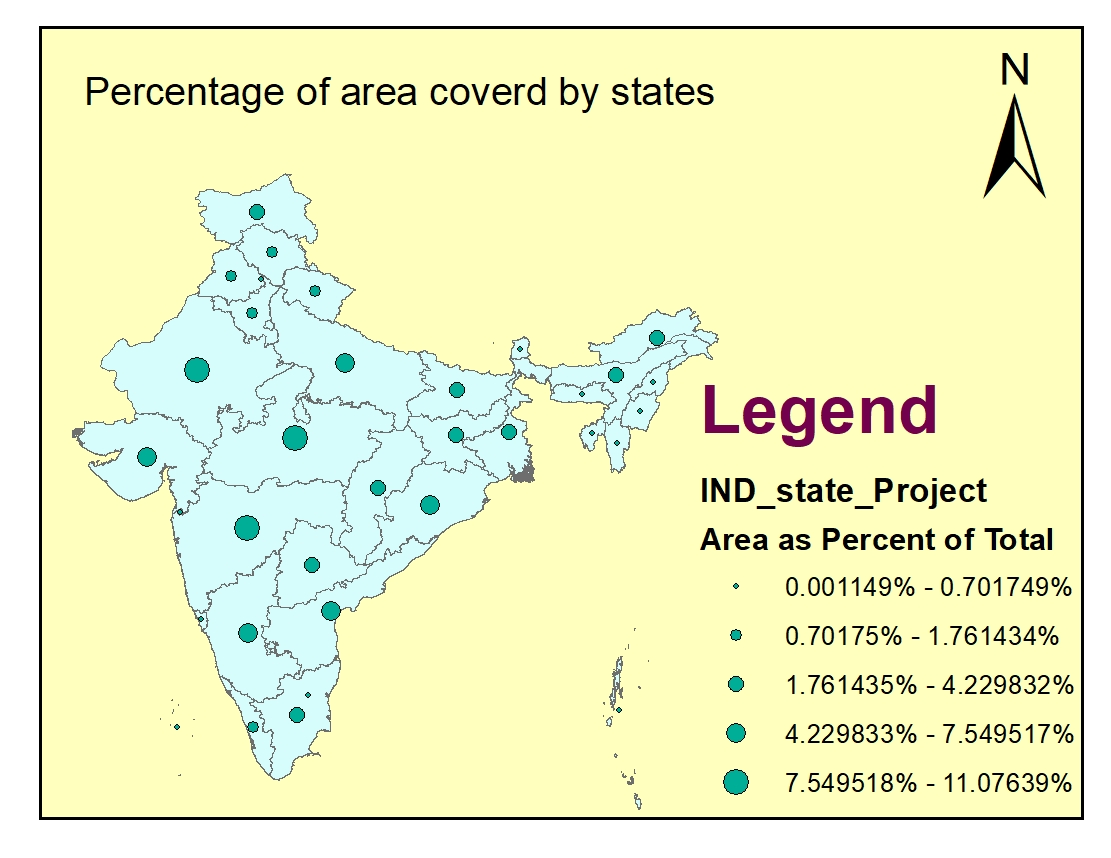 Percentage of area coverd by states
N
Legend
IND_state_Project
Area as Percent of Total
0.001149% - 0.701749%
0.70175% - 1.761434%
1.761435% - 4.229832%
4.229833% - 7.549517%
7.549518% - 11.07639%